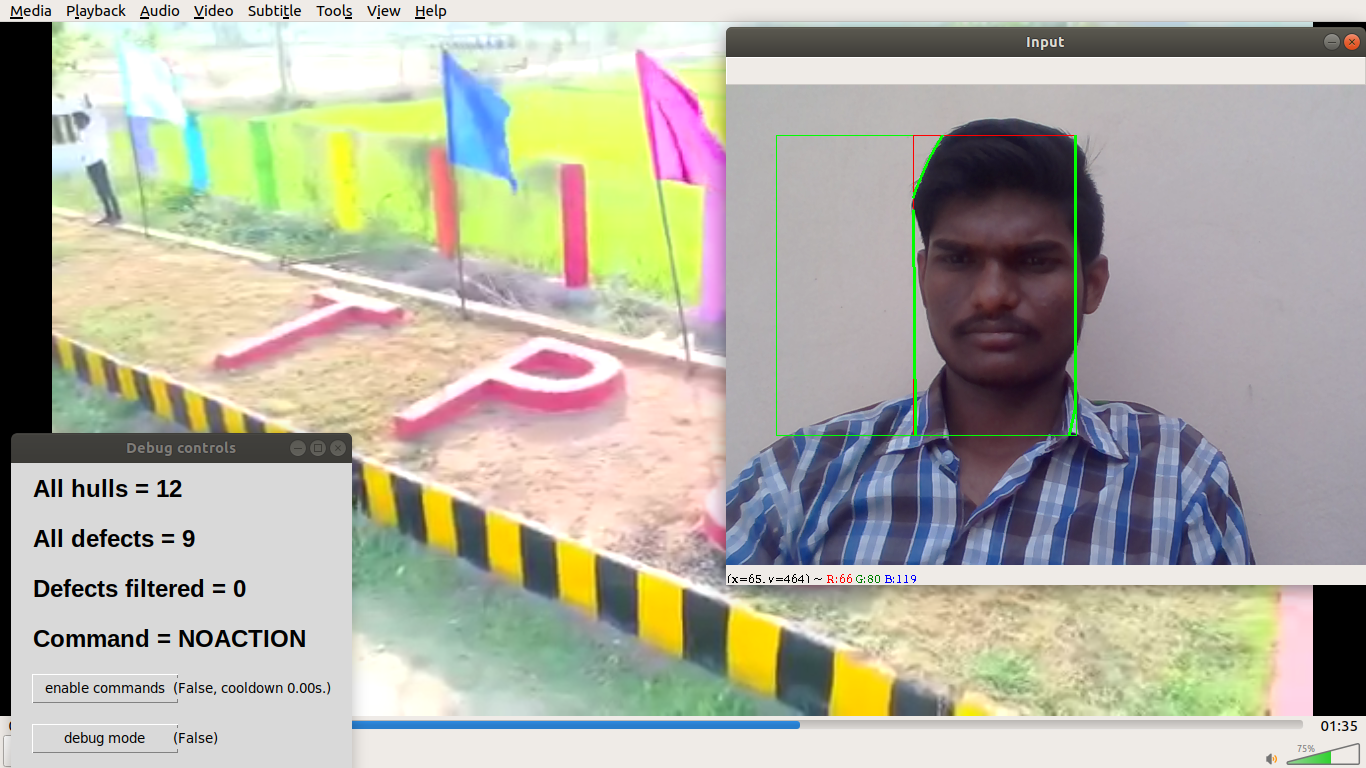 Media Playback Audio Video Subtitle Tools View Help
Input
T P
Debug controls
All hulls = 12
All defects = 9
Defects filtered = 0
Command = NOACTION
enable commands (False, cooldown 0.00s.)
debug mode (False)
(x=65, y=464) ~ R:66 G:80 B:119
01:35
75%